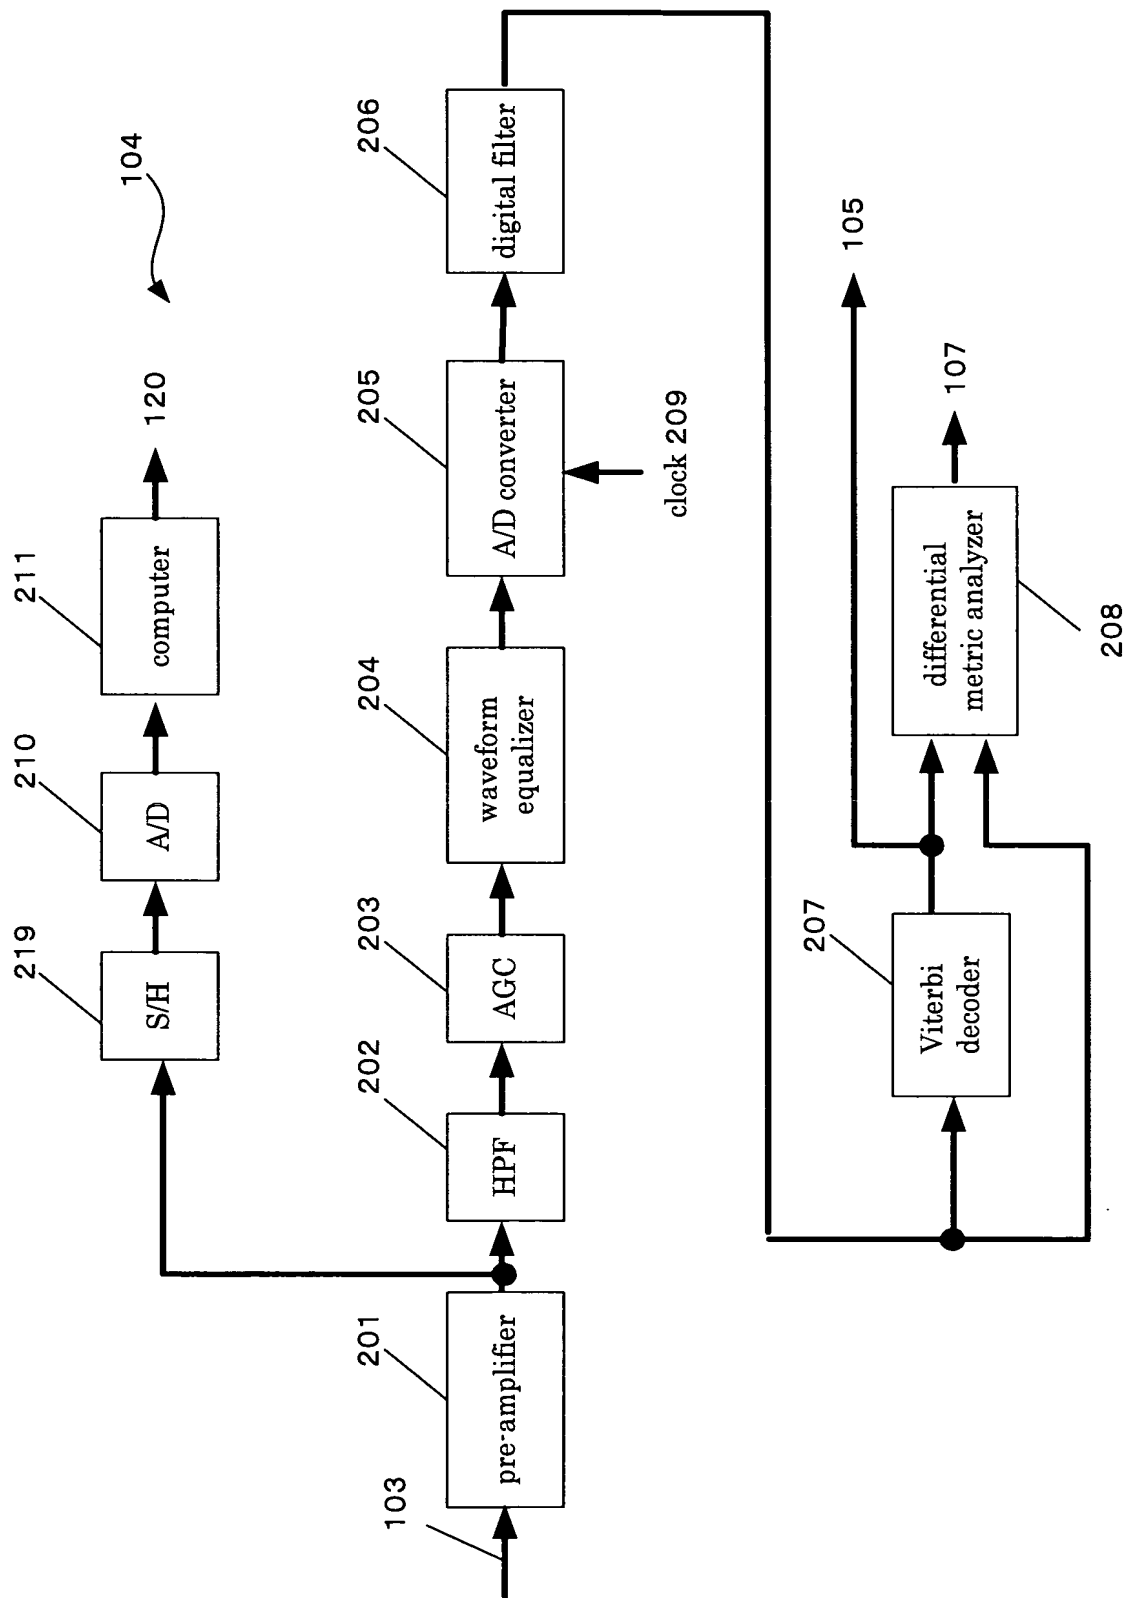 104
219
210
211
S/H
A/D
computer
120
201
202
203
204
205
206
103
pre-amplifier
HPF
AGC
waveform
equalizer
A/D converter
digital filter
clock 209
207
Viterbi
decoder
105
differential
metric analyzer
107
208